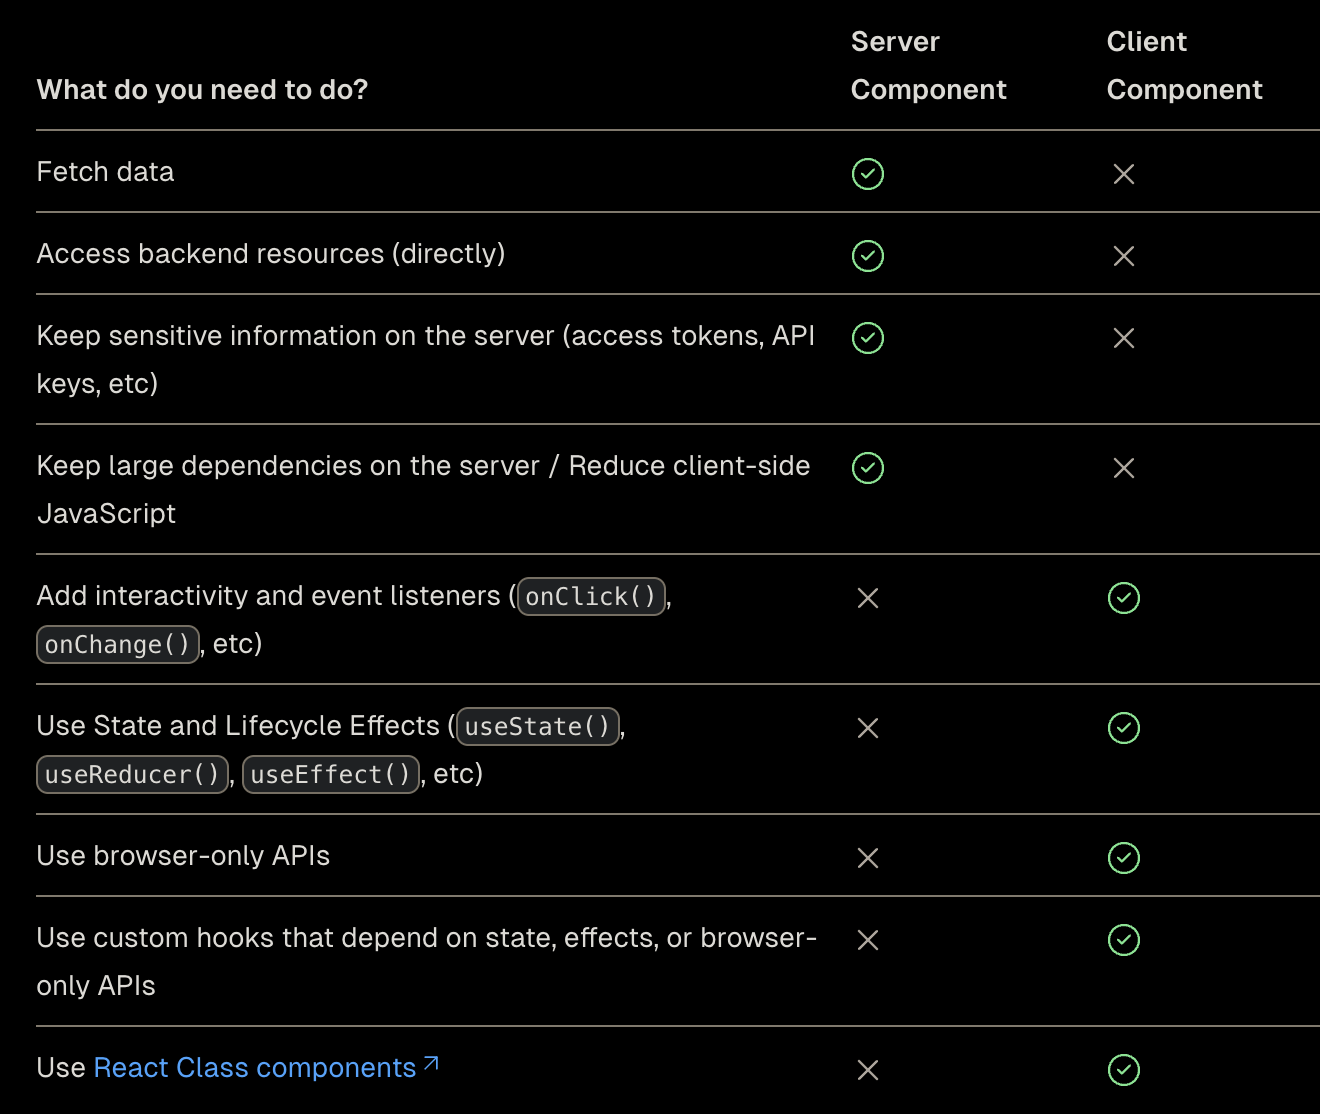 What do you need to do?
Server
Component
Client
Component
Fetch data
Access backend resources (directly)
Keep sensitive information on the server (access tokens, API
keys, etc)
Keep large dependencies on the server / Reduce client-side
JavaScript
Add interactivity and event listeners (onClick(),
onChange(), etc)
Use State and Lifecycle Effects (useState(),
useReducer(), useEffect(), etc)
Use browser-only APIs
Use custom hooks that depend on state, effects, or browser-
only APIs
Use React Class components